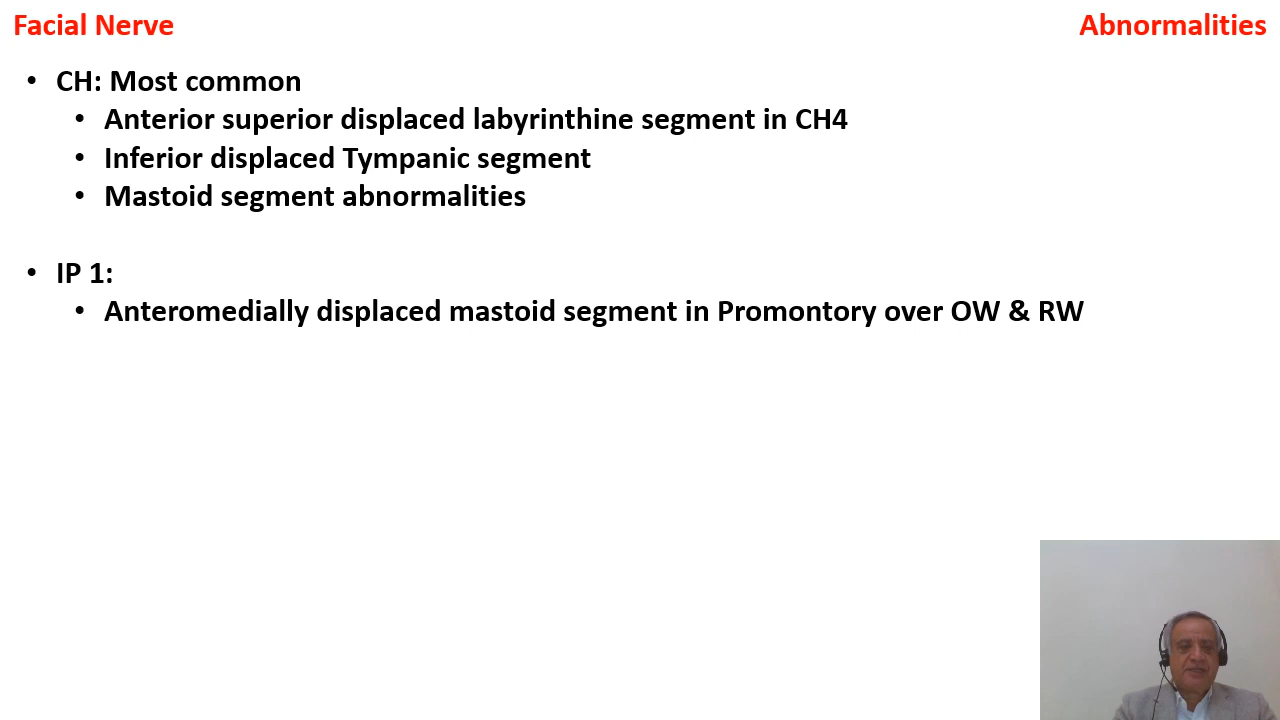 Facial Nerve Abnormalities
• CH: Most common
• Anterior superior displaced labyrinthine segment in CH4
• Inferior displaced Tympanic segment
• Mastoid segment abnormalities
• IP 1:
• Anteromedially displaced mastoid segment in Promontory over OW & RW